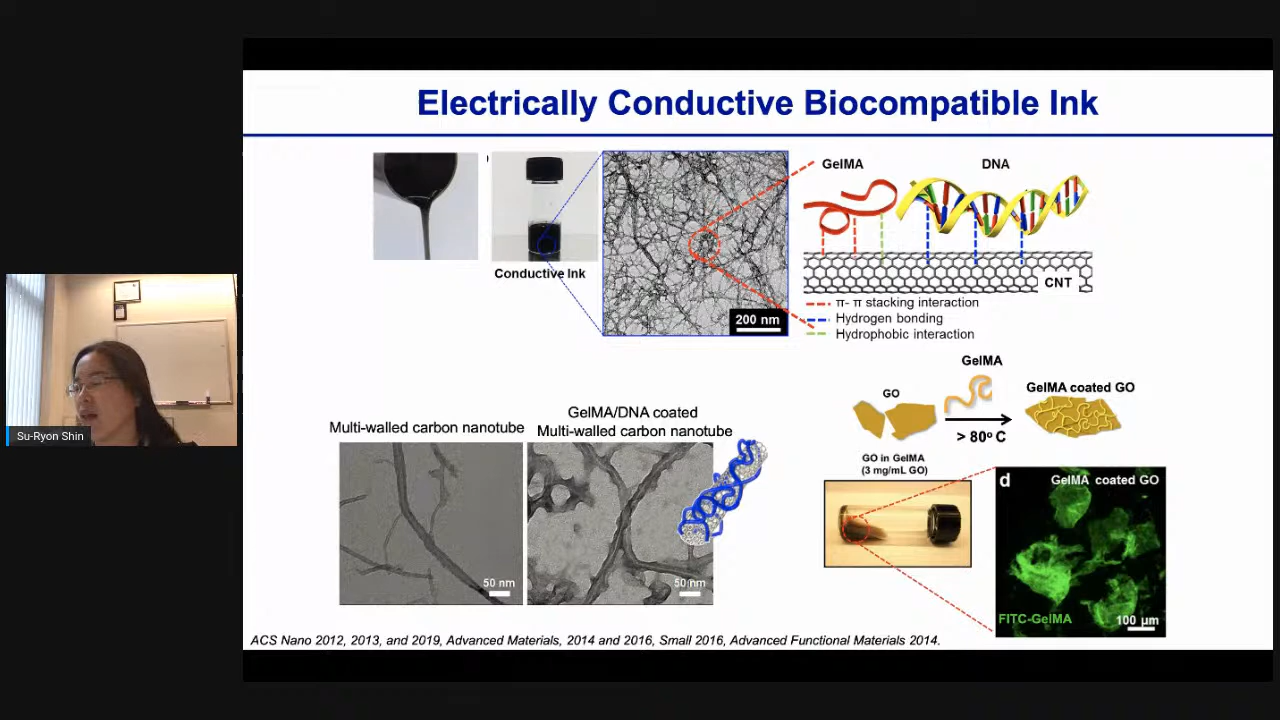 Electrically Conductive Biocompatible Ink
Conductive Ink
200 nm
GelMA
DNA
CNT
π- π stacking interaction
Hydrogen bonding
Hydrophobic interaction
GelMA
GO
GelMA coated GO
> 80º C
Multi-walled carbon nanotube
GelMA/DNA coated
Multi-walled carbon nanotube
50 nm
50 nm
GO in GelMA
(3 mg/mL GO)
d
GelMA coated GO
FITC-GelMA
100 μm
Su-Ryon Shin
ACS Nano 2012, 2013, and 2019, Advanced Materials, 2014 and 2016, Small 2016, Advanced Functional Materials 2014.